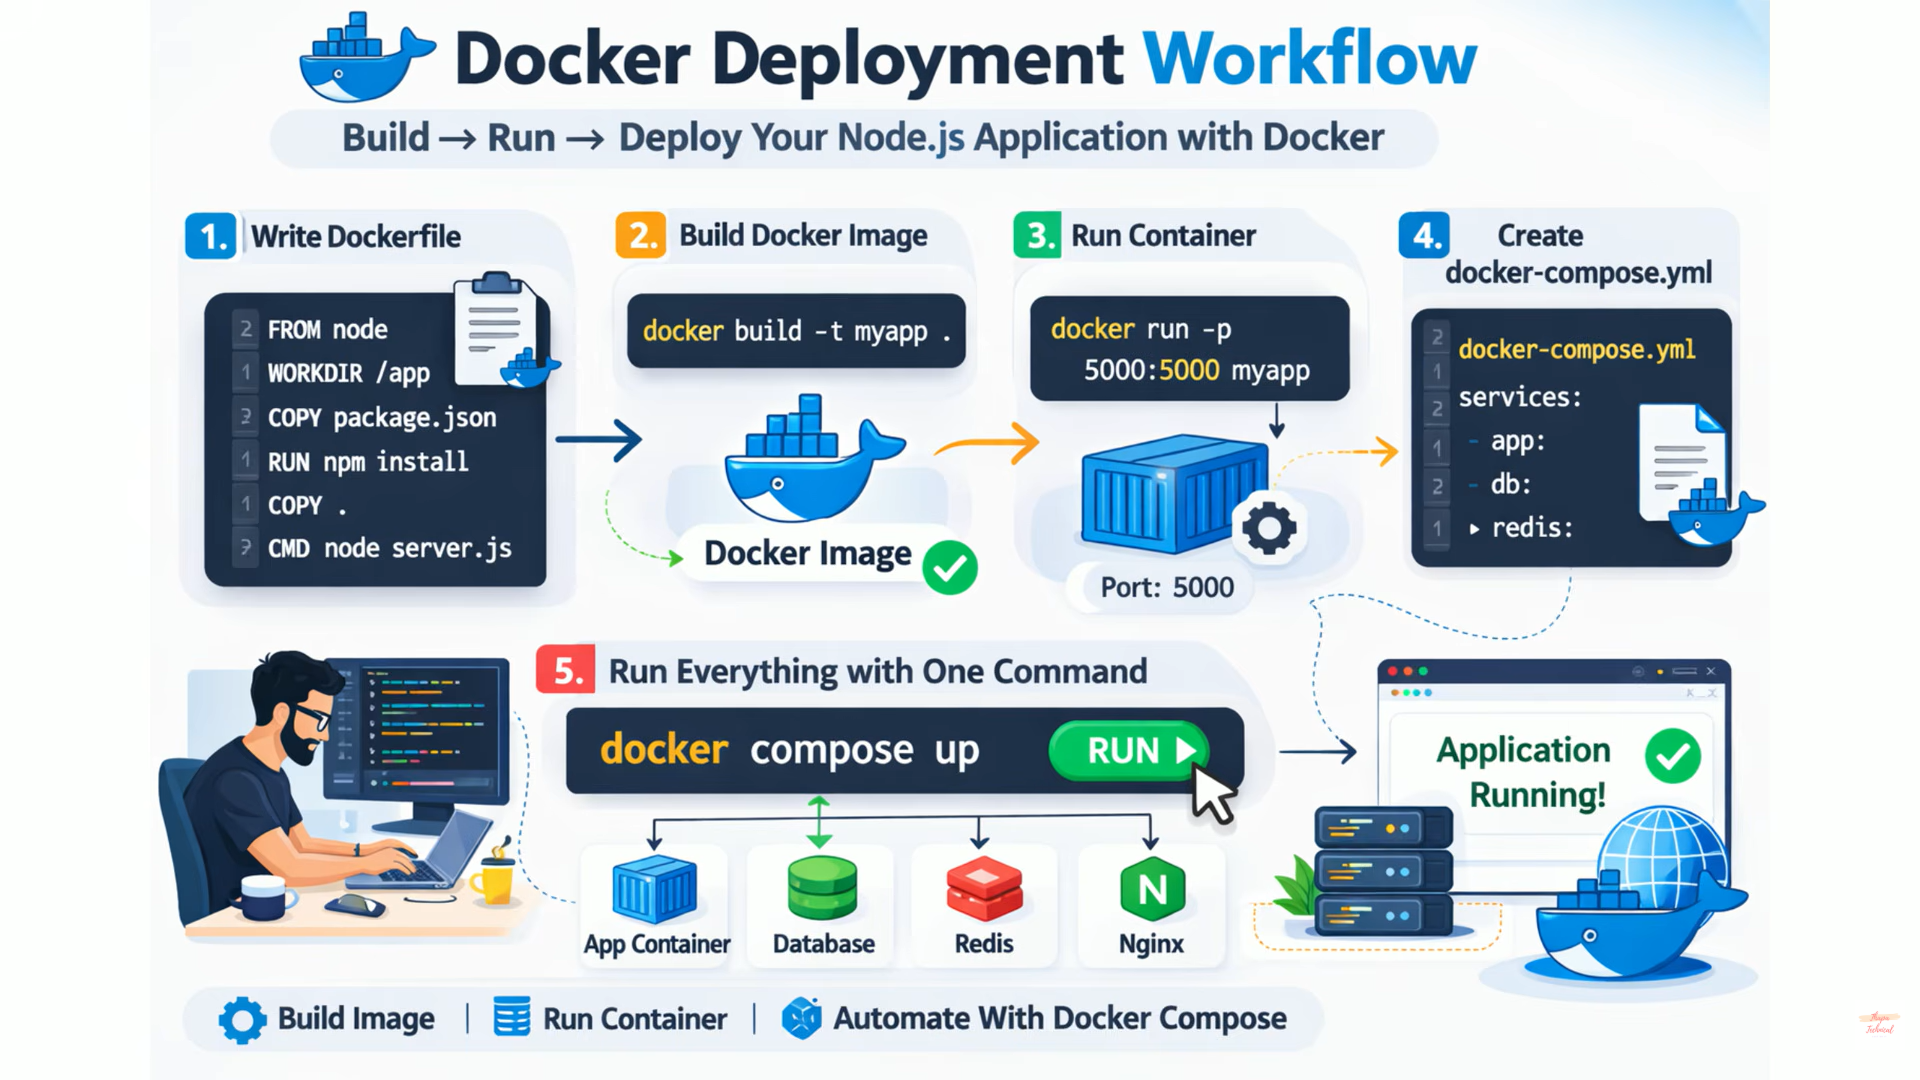 Docker Deployment Workflow
Build → Run → Deploy Your Node.js Application with Docker
1. Write Dockerfile
2 FROM node
1 WORKDIR /app
2 COPY package.json
1 RUN npm install
1 COPY .
? CMD node server.js
2. Build Docker Image
docker build -t myapp .
Docker Image
3. Run Container
docker run -p
5000:5000 myapp
Port: 5000
4. Create
docker-compose.yml
2
docker-compose.yml
1
services:
2
1 - app:
2 - db:
1 ▸ redis:
5. Run Everything with One Command
docker compose up
RUN
App Container
Database
Redis
N
Nginx
Application
Running!
Build Image | Run Container | Automate With Docker Compose
Thapa
Technical